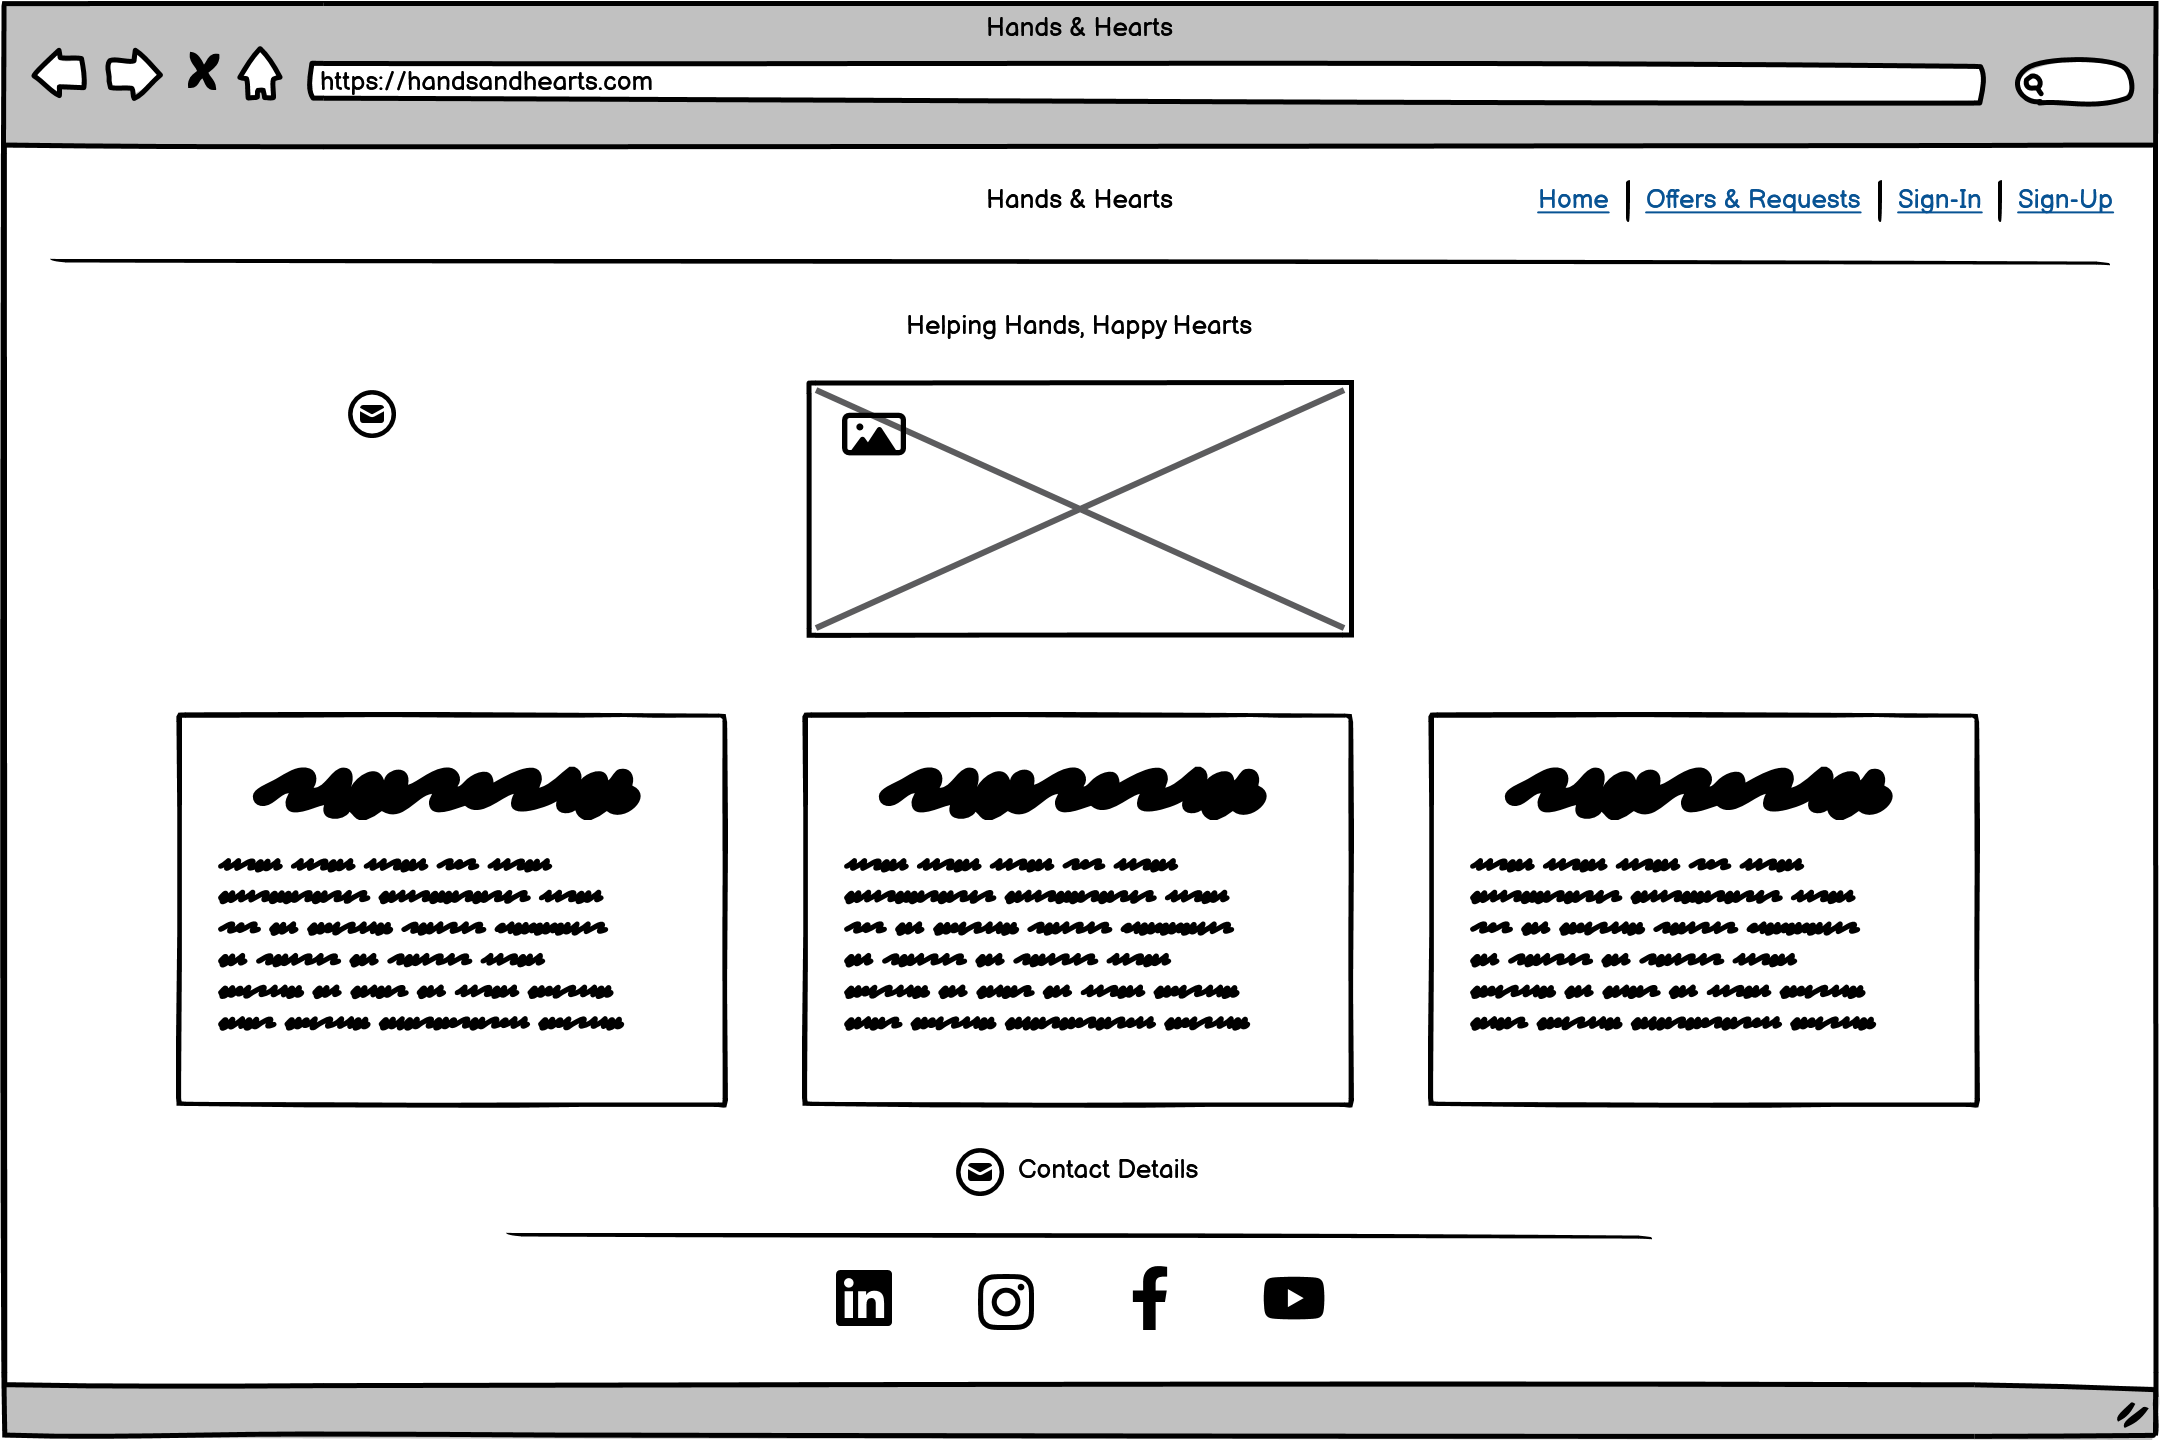 Hands & Hearts
https://handsandhearts.com
Hands & Hearts
Home | Offers & Requests | Sign-In | Sign-Up
Helping Hands, Happy Hearts
Contact Details
in